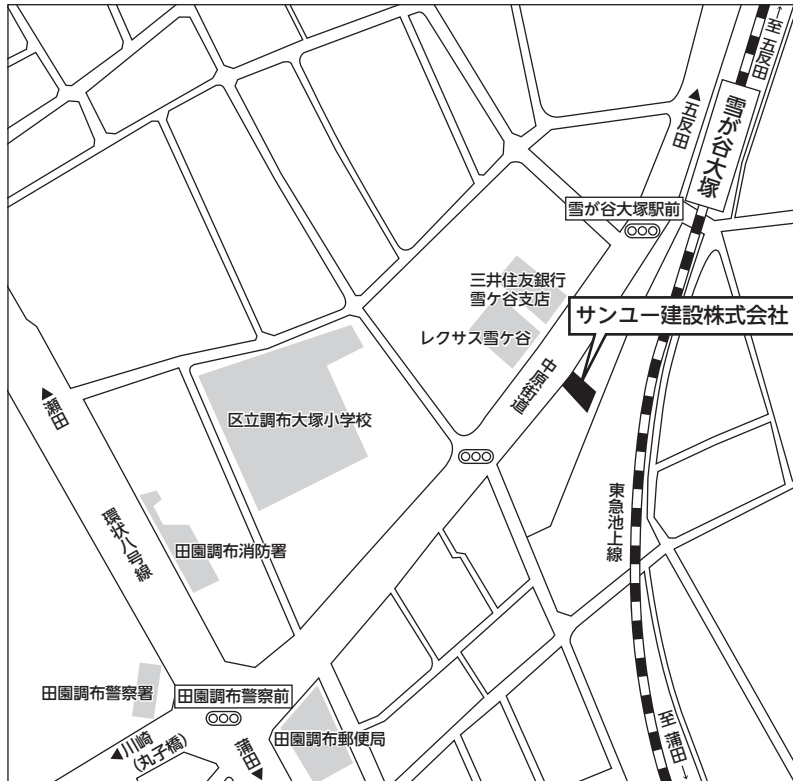 至 五反田
五反田
雪が谷大塚
雪が谷大塚駅前
三井住友銀行
雪ケ谷支店
サンユー建設株式会社
レクサス雪ケ谷
中原街道
瀬田
区立調布大塚小学校
環状八号線
田園調布消防署
東急池上線
田園調布警察署
田園調布警察前
田園調布郵便局
川崎
(丸子橋)
蒲田
至 蒲田